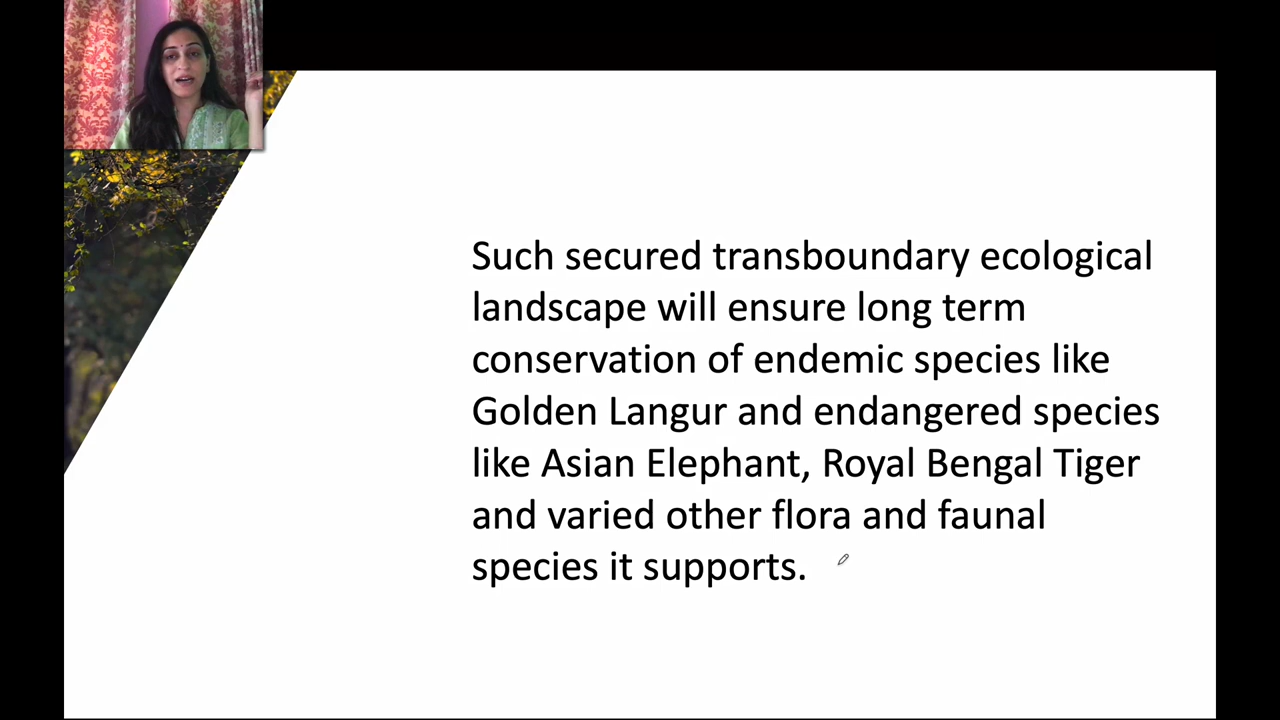 Such secured transboundary ecological
landscape will ensure long term
conservation of endemic species like
Golden Langur and endangered species
like Asian Elephant, Royal Bengal Tiger
and varied other flora and faunal
species it supports.